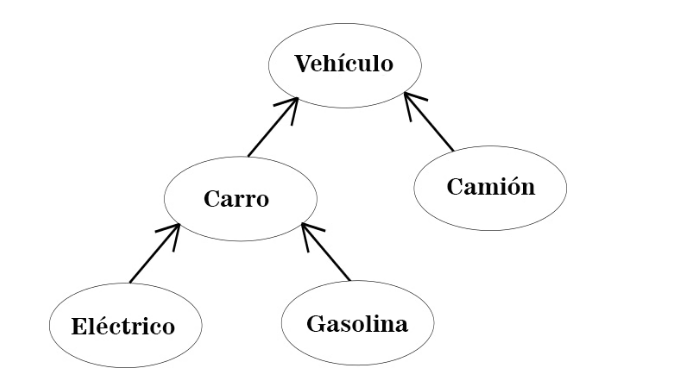 Vehículo
Carro
Camión
Eléctrico
Gasolina